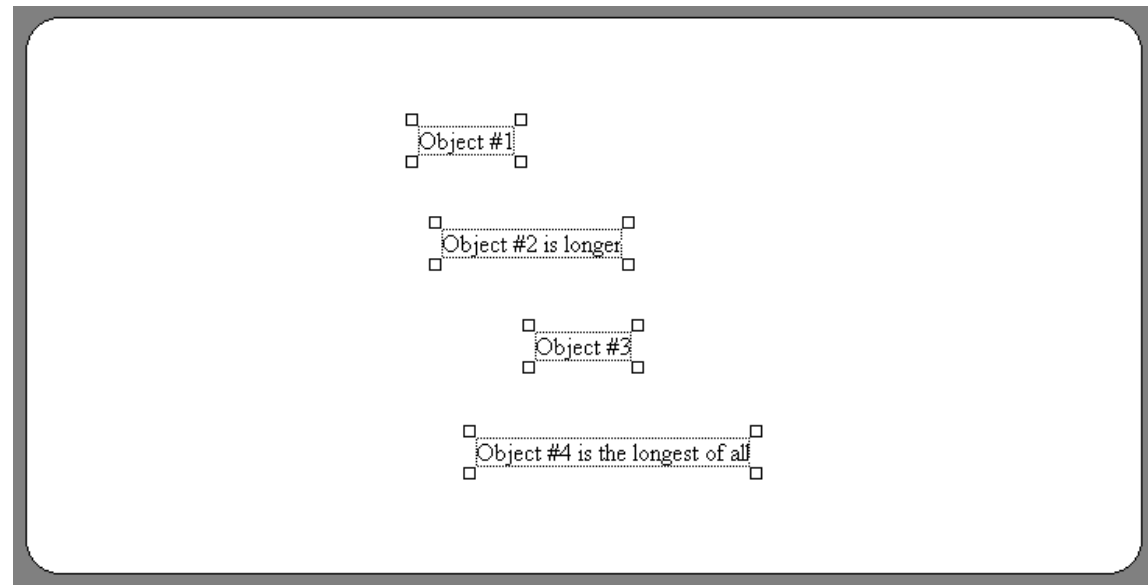 Object #1
Object #2 is longer
Object #3
Object #4 is the longest of all